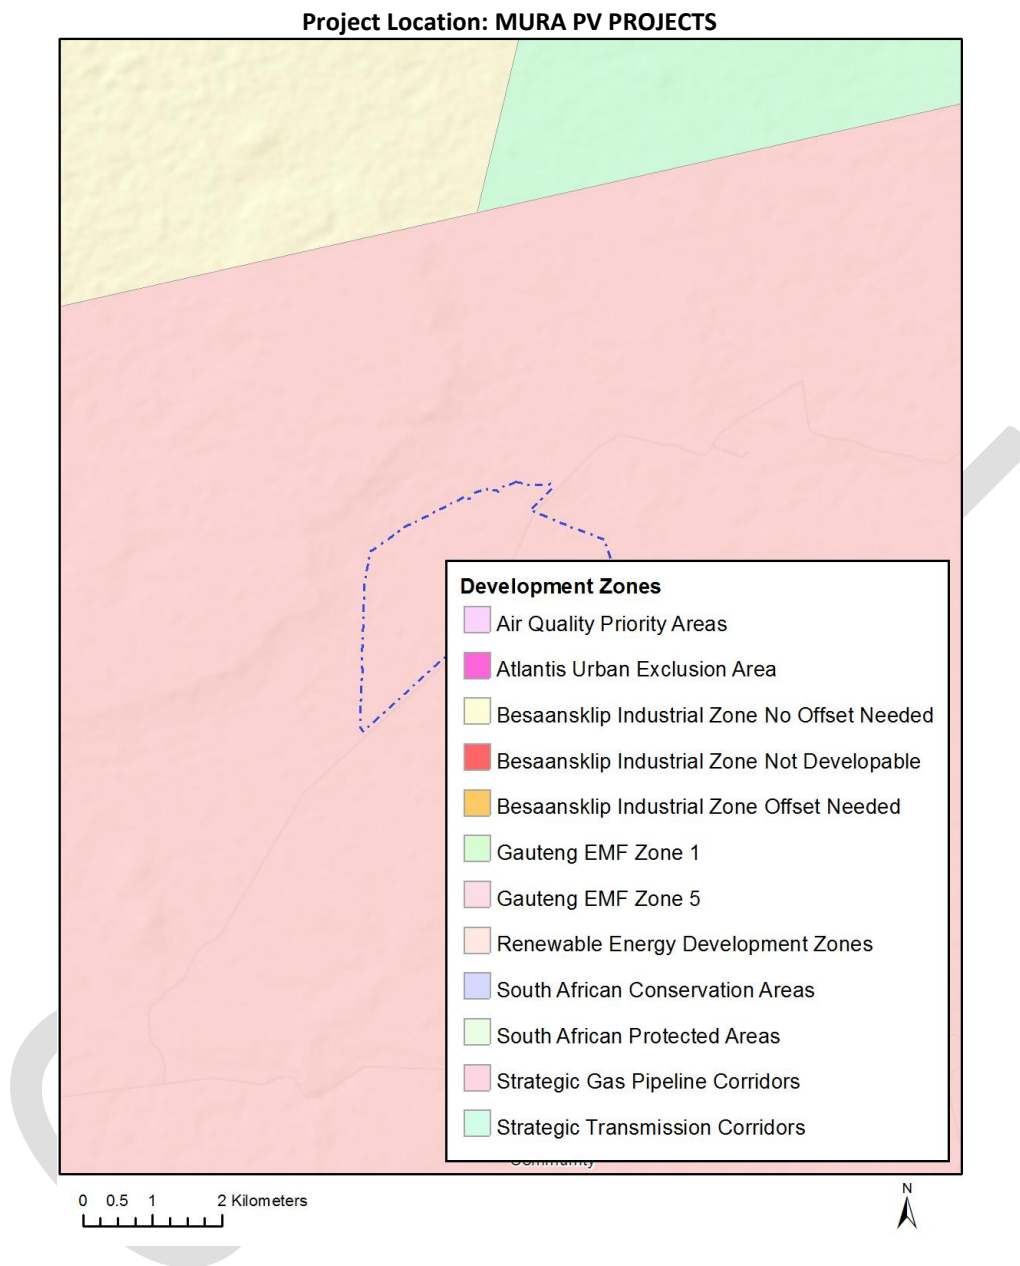 Project Location: MURA PV PROJECTS
Development Zones
Air Quality Priority Areas
Atlantis Urban Exclusion Area
Besaansklip Industrial Zone No Offset Needed
Besaansklip Industrial Zone Not Developable
Besaansklip Industrial Zone Offset Needed
Gauteng EMF Zone 1
Gauteng EMF Zone 5
Renewable Energy Development Zones
South African Conservation Areas
South African Protected Areas
Strategic Gas Pipeline Corridors
Strategic Transmission Corridors
Community
0 0.5 1 2 Kilometers
N